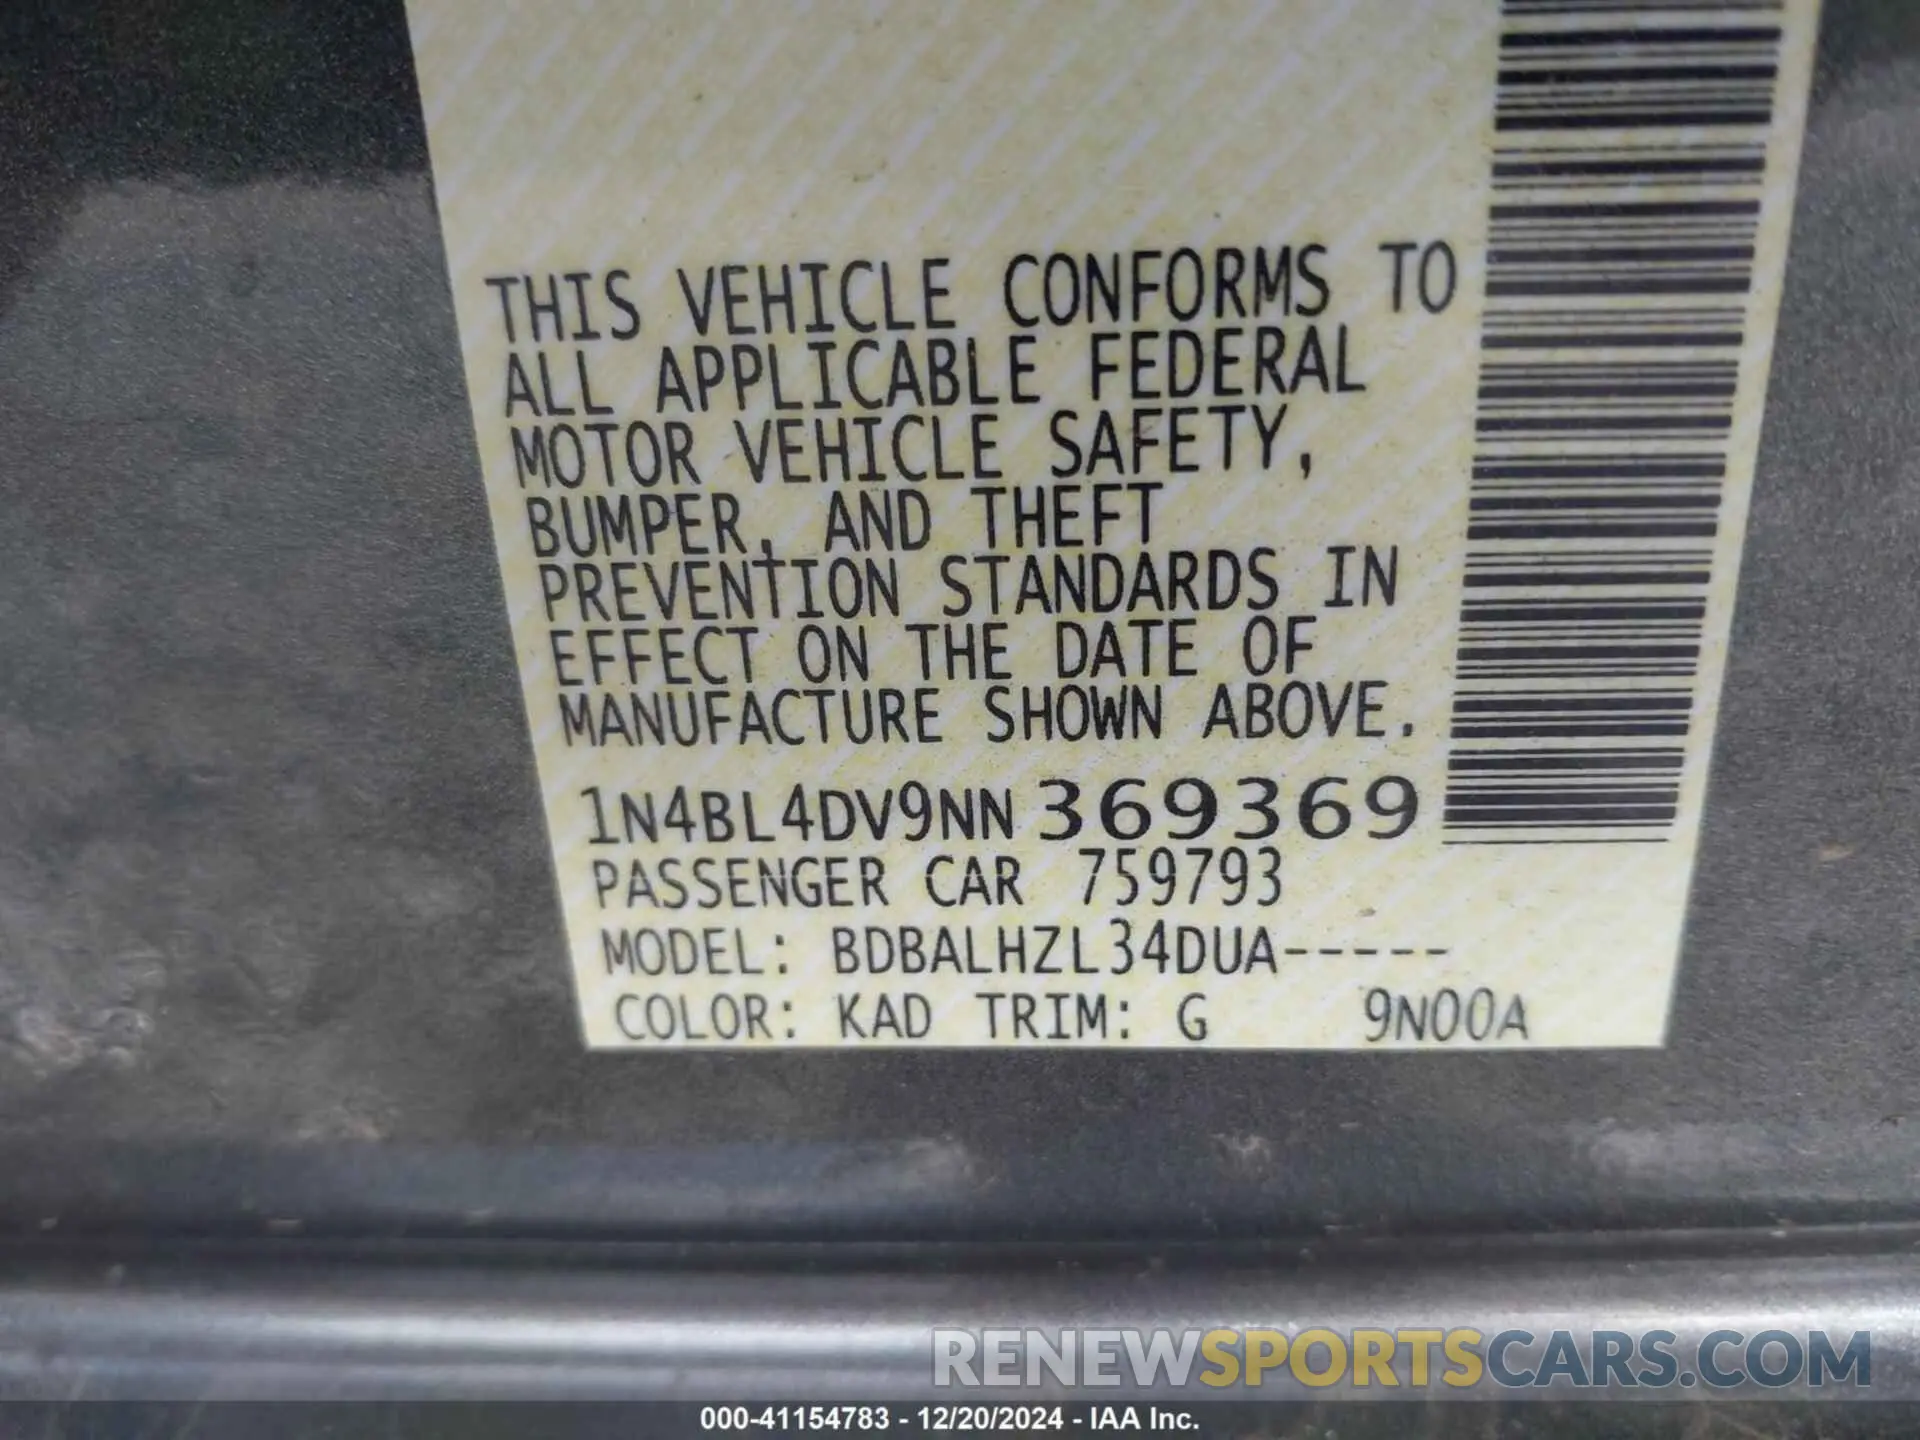 THIS VEHICLE CONFORMS TO
ALL APPLICABLE FEDERAL
MOTOR VEHICLE SAFETY,
BUMPER, AND THEFT
PREVENTION STANDARDS IN
EFFECT ON THE DATE OF
MANUFACTURE SHOWN ABOVE.
1N4BL4DV9NN369369
PASSENGER CAR 759793
MODEL: BDBALHZL34DUA-----
COLOR: KAD TRIM: G 9N00A
RENEWSPORTSCARS.COM
000-41154783 - 12/20/2024 - IAA Inc.